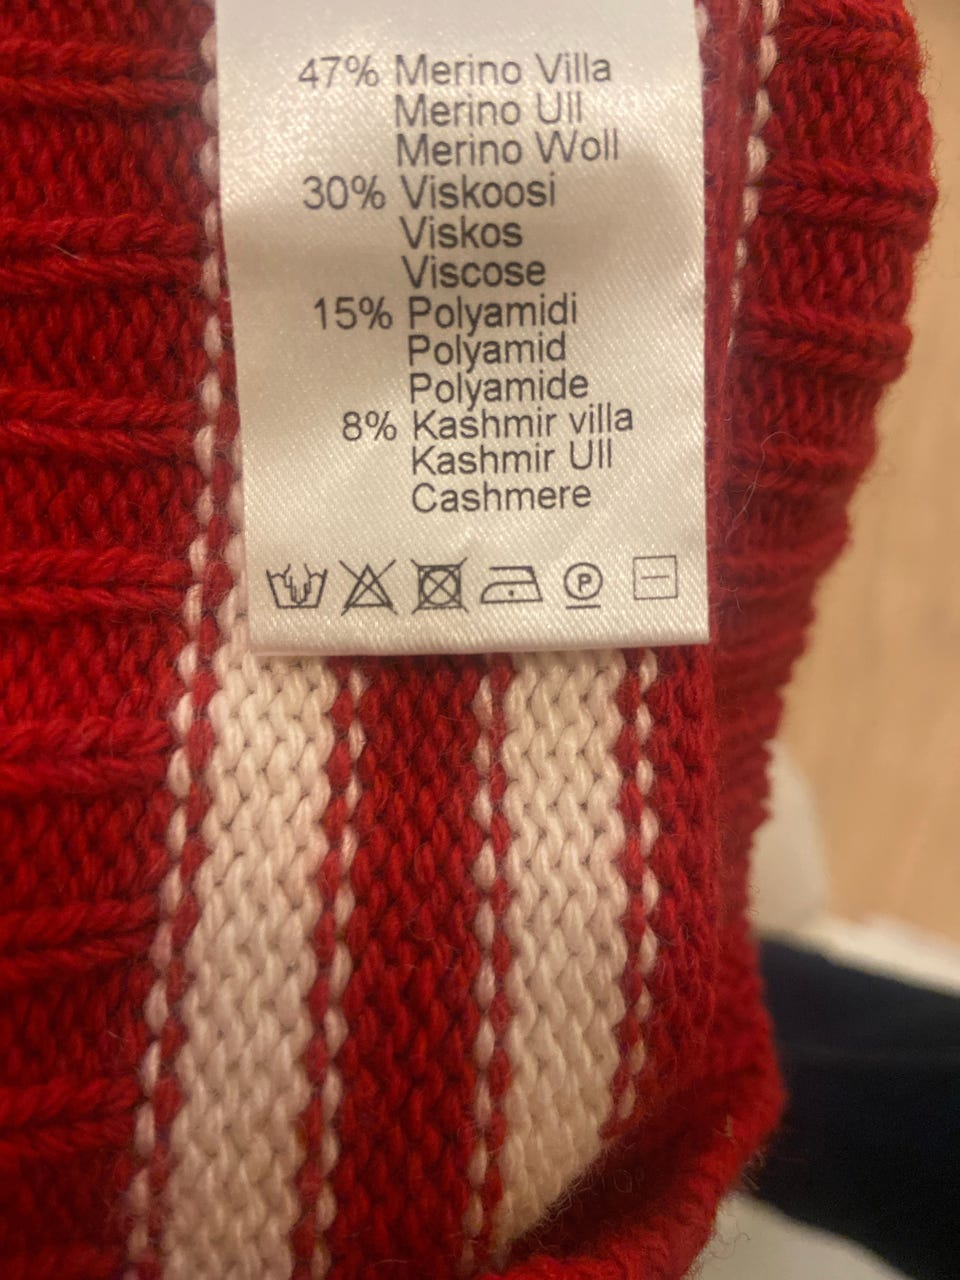 47% Merino Villa
Merino Ull
Merino Woll
30% Viskoosi
Viskos
Viscose
15% Polyamidi
Polyamid
Polyamide
8% Kashmir villa
Kashmir Ull
Cashmere
P